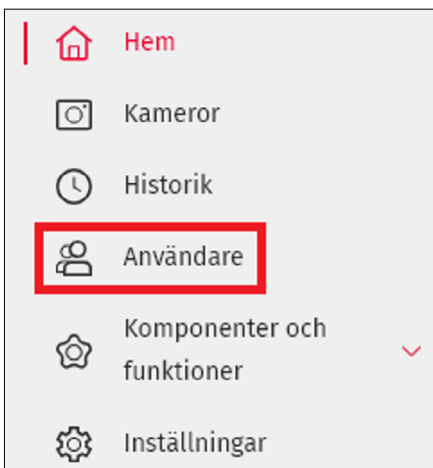 Hem
Kameror
Historik
Användare
Komponenter och
funktioner
Inställningar